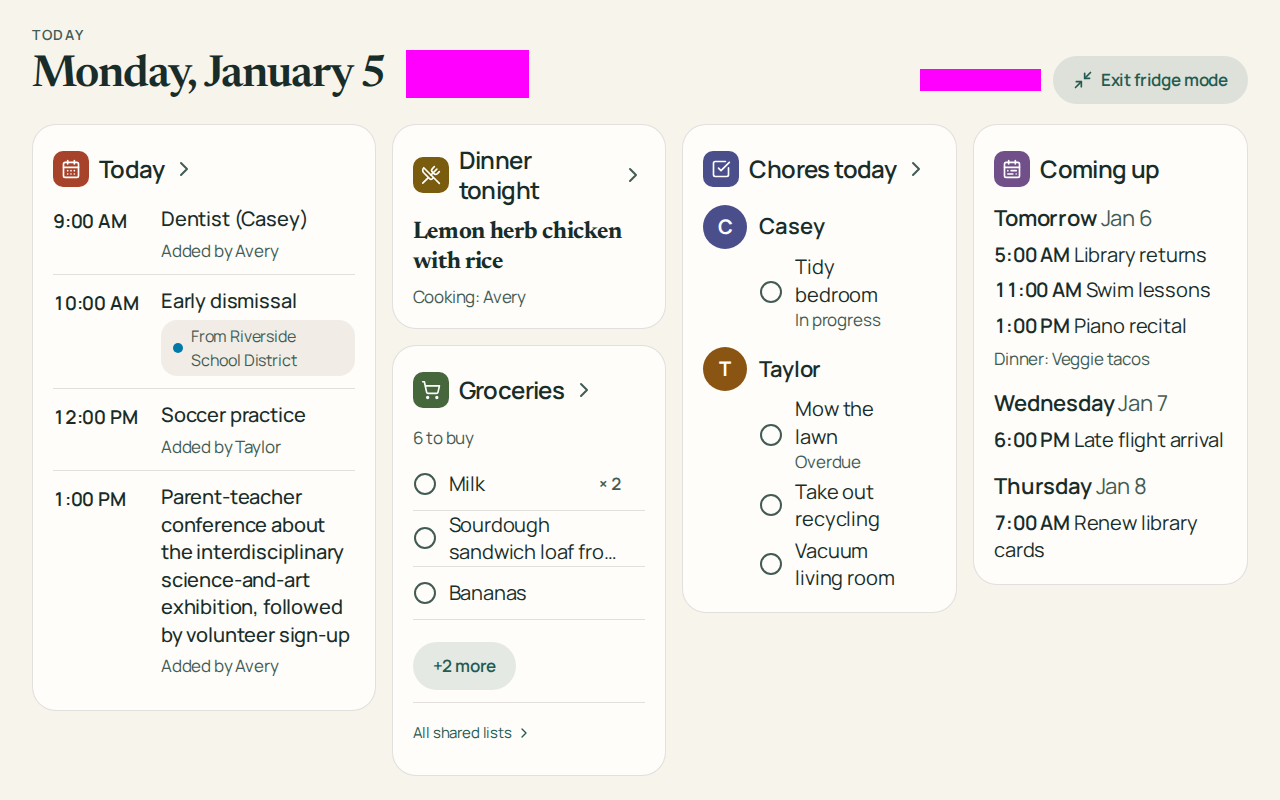 TODAY
Monday, January 5
Exit fridge mode
Today
9:00 AM
Dentist (Casey)
Added by Avery
10:00 AM
Early dismissal
From Riverside
School District
12:00 PM
Soccer practice
Added by Taylor
1:00 PM
Parent-teacher
conference about
the interdisciplinary
science-and-art
exhibition, followed
by volunteer sign-up
Added by Avery
Dinner
tonight
Lemon herb chicken
with rice
Cooking: Avery
Groceries
6 to buy
Milk
× 2
Sourdough
sandwich loaf fro…
Bananas
+2 more
All shared lists
Chores today
C
Casey
Tidy
bedroom
In progress
T
Taylor
Mow the
lawn
Overdue
Take out
recycling
Vacuum
living room
Coming up
Tomorrow Jan 6
5:00 AM Library returns
11:00 AM Swim lessons
1:00 PM Piano recital
Dinner: Veggie tacos
Wednesday Jan 7
6:00 PM Late flight arrival
Thursday Jan 8
7:00 AM Renew library
cards